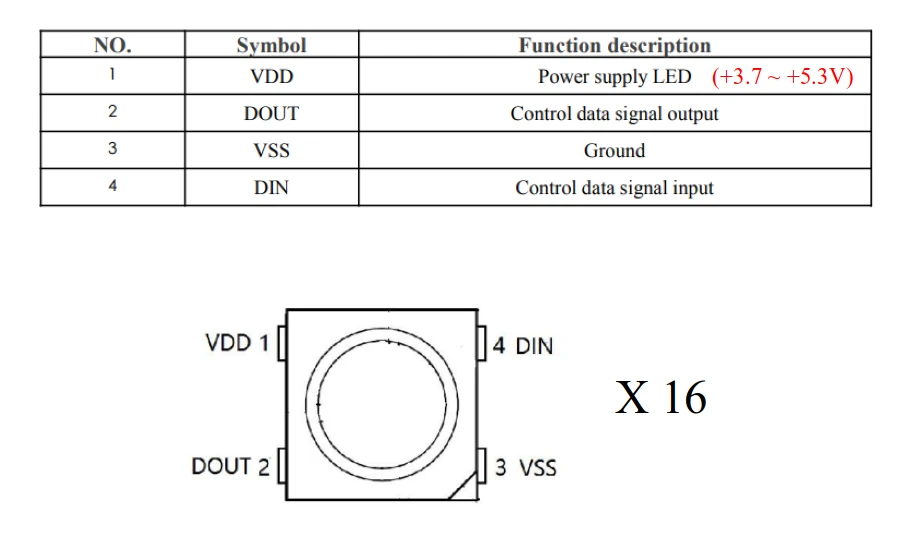 NO. Symbol Function description
1 VDD Power supply LED (+3.7 ~ +5.3V)
2 DOUT Control data signal output
3 VSS Ground
4 DIN Control data signal input
VDD 1 4 DIN
X 16
DOUT 2 3 VSS